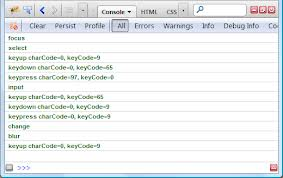 Console HTML CSS
Clear Persist Profile All Errors Warnings Info Debug Info
focus
select
keyup charCode=0, keyCode=9
keydown charCode=0, keyCode=65
keypress charCode=97, keyCode=0
input
keyup charCode=0, keyCode=65
keydown charCode=0, keyCode=9
keypress charCode=0, keyCode=9
change
blur
keyup charCode=0, keyCode=9
>>>